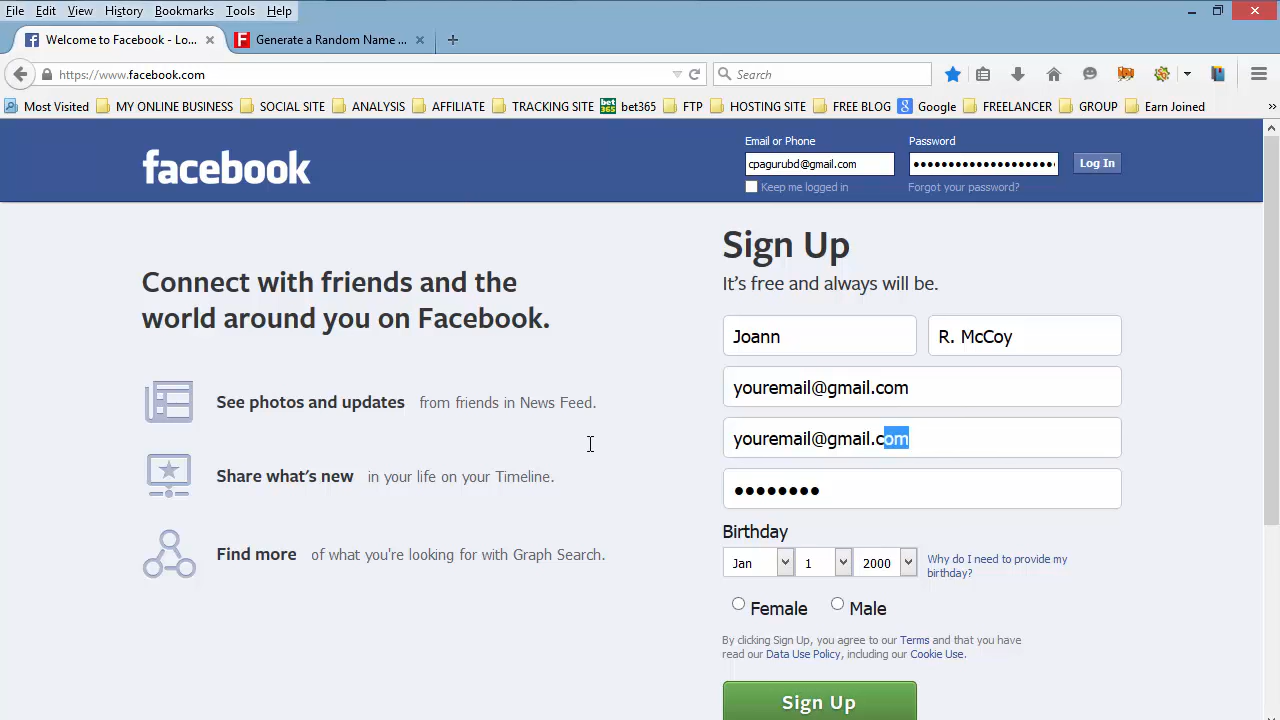 File Edit View History Bookmarks Tools Help
Welcome to Facebook - Lo... Generate a Random Name ...
https://www.facebook.com Search
Most Visited MY ONLINE BUSINESS SOCIAL SITE ANALYSIS AFFILIATE TRACKING SITE bet365 bet365 FTP HOSTING SITE FREE BLOG Google FREELANCER GROUP Earn Joined
facebook
Email or Phone Password
cpagurubd@gmail.com Log In
Keep me logged in Forgot your password?
Sign Up
It's free and always will be.
Connect with friends and the
world around you on Facebook.
See photos and updates from friends in News Feed.
Share what's new in your life on your Timeline.
Find more of what you're looking for with Graph Search.
Joann R. McCoy
youremail@gmail.com
youremail@gmail.com
Birthday
Jan 1 2000 Why do I need to provide my
birthday?
Female Male
By clicking Sign Up, you agree to our Terms and that you have
read our Data Use Policy, including our Cookie Use.
Sign Up